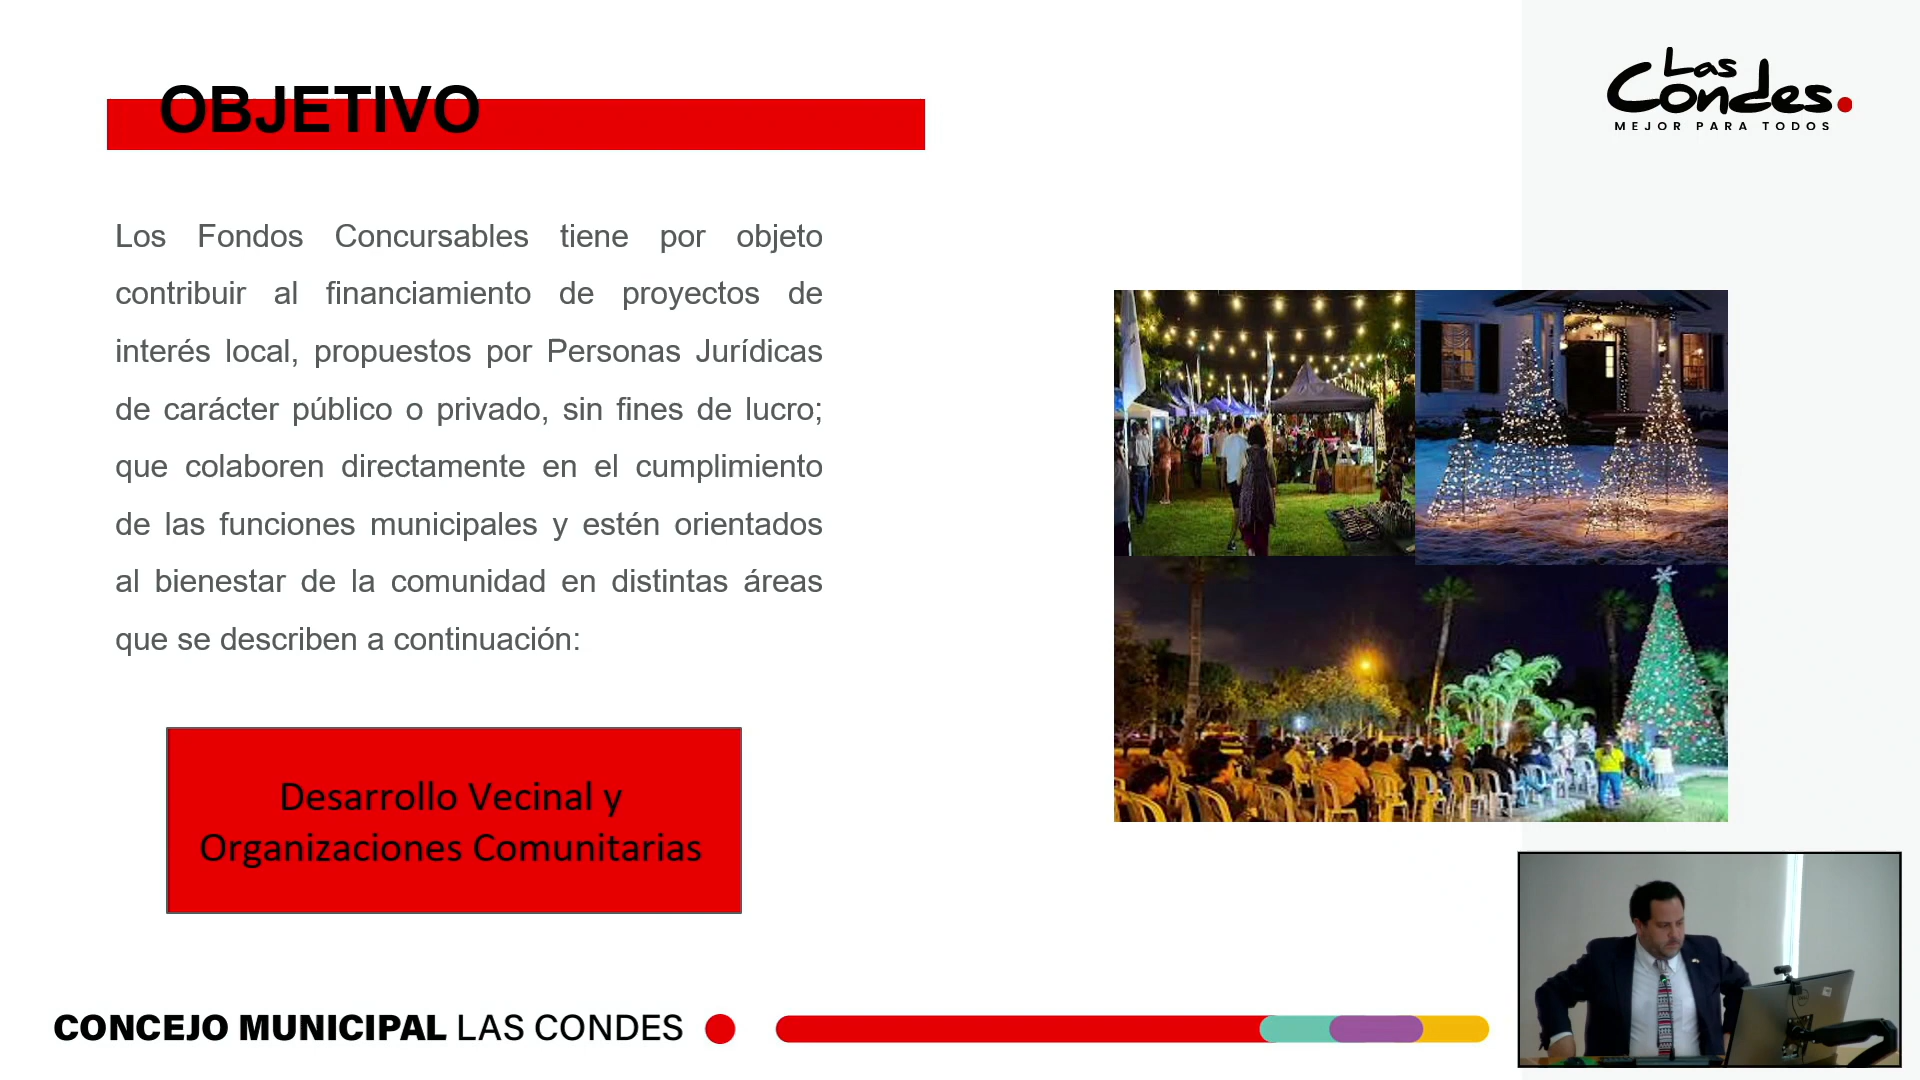 OBJETIVO
Las
Condes.
MEJOR PARA TODOS
Los Fondos Concursables tiene por objeto
contribuir al financiamiento de proyectos de
interés local, propuestos por Personas Jurídicas
de carácter público o privado, sin fines de lucro;
que colaboren directamente en el cumplimiento
de las funciones municipales y estén orientados
al bienestar de la comunidad en distintas áreas
que se describen a continuación:
Desarrollo Vecinal y
Organizaciones Comunitarias
CONCEJO MUNICIPAL LAS CONDES